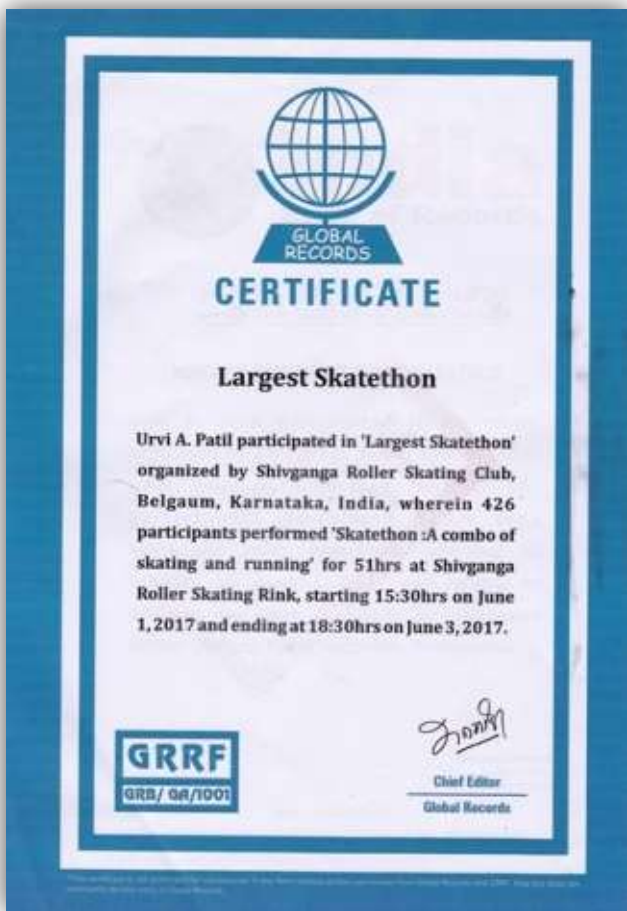 GLOBAL
RECORDS
CERTIFICATE
Largest Skatethon
Urvi A. Patil participated in 'Largest Skatethon'
organized by Shivganga Roller Skating Club,
Belgaum, Karnataka, India, wherein 426
participants performed 'Skatethon :A combo of
skating and running' for 51hrs at Shivganga
Roller Skating Rink, starting 15:30hrs on June
1, 2017 and ending at 18:30hrs on June 3, 2017.
GRRF
GRB/ QA/1001
Chief Editor
Global Records